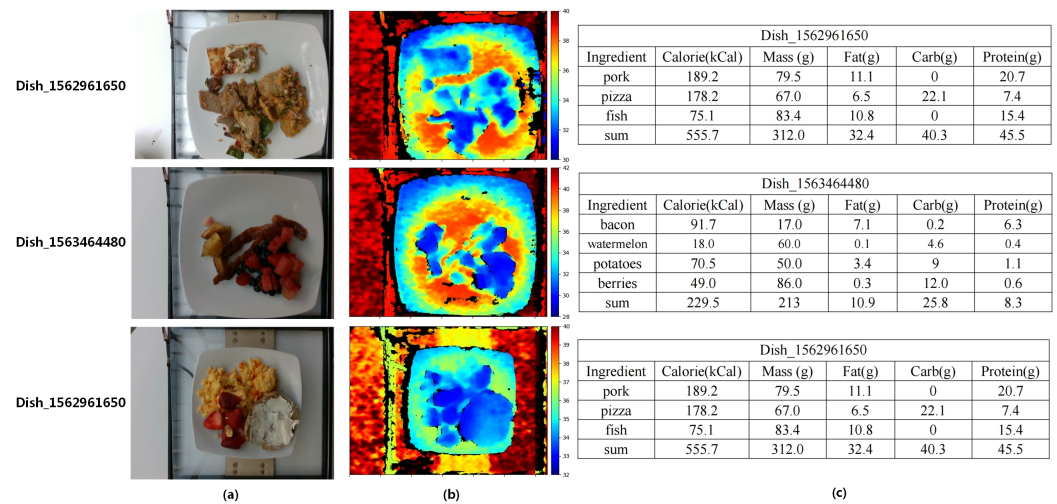 Dish_1562961650
40
38
36
34
32
30
Dish_1562961650
Ingredient Calorie(kCal) Mass (g) Fat(g) Carb(g) Protein(g)
pork 189.2 79.5 11.1 0 20.7
pizza 178.2 67.0 6.5 22.1 7.4
fish 75.1 83.4 10.8 0 15.4
sum 555.7 312.0 32.4 40.3 45.5
Dish_1563464480
42
40
38
36
34
32
30
28
Dish_1563464480
Ingredient Calorie(kCal) Mass (g) Fat(g) Carb(g) Protein(g)
bacon 91.7 17.0 7.1 0.2 6.3
watermelon 18.0 60.0 0.1 4.6 0.4
potatoes 70.5 50.0 3.4 9 1.1
berries 49.0 86.0 0.3 12.0 0.6
sum 229.5 213 10.9 25.8 8.3
Dish_1562961650
40
39
38
37
36
35
34
33
32
Dish_1562961650
Ingredient Calorie(kCal) Mass (g) Fat(g) Carb(g) Protein(g)
pork 189.2 79.5 11.1 0 20.7
pizza 178.2 67.0 6.5 22.1 7.4
fish 75.1 83.4 10.8 0 15.4
sum 555.7 312.0 32.4 40.3 45.5
(a) (b) (c)